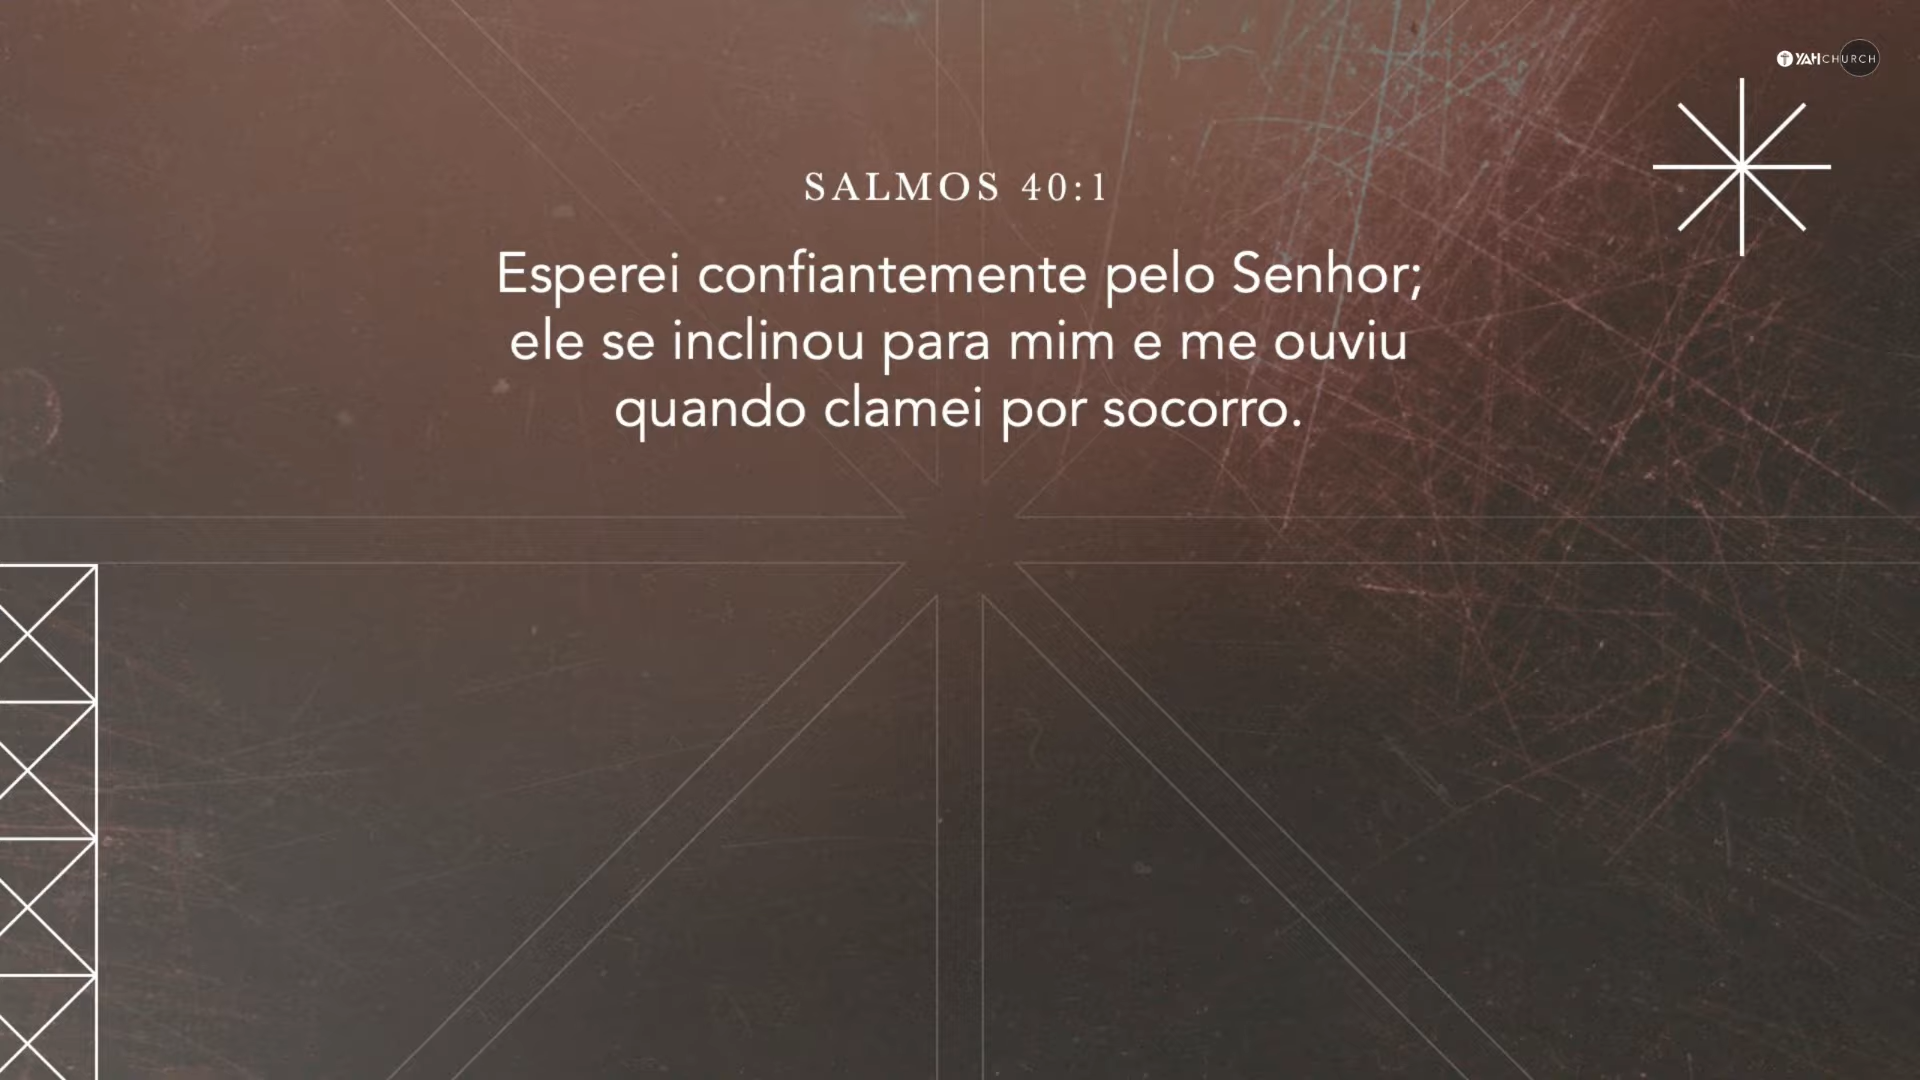 YAHCHURCH
SALMOS 40:1
Esperei confiantemente pelo Senhor;
ele se inclinou para mim e me ouviu
quando clamei por socorro.